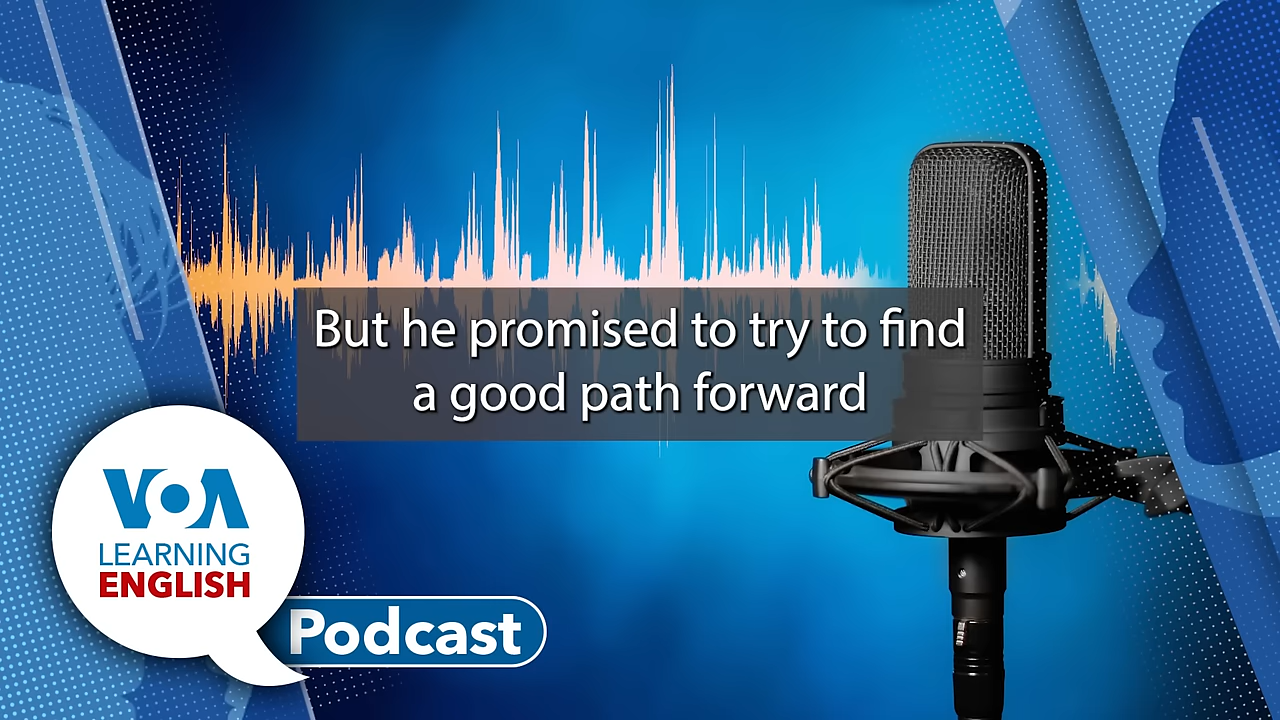 But he promised to try to find
a good path forward
VOA
LEARNING
ENGLISH
Podcast